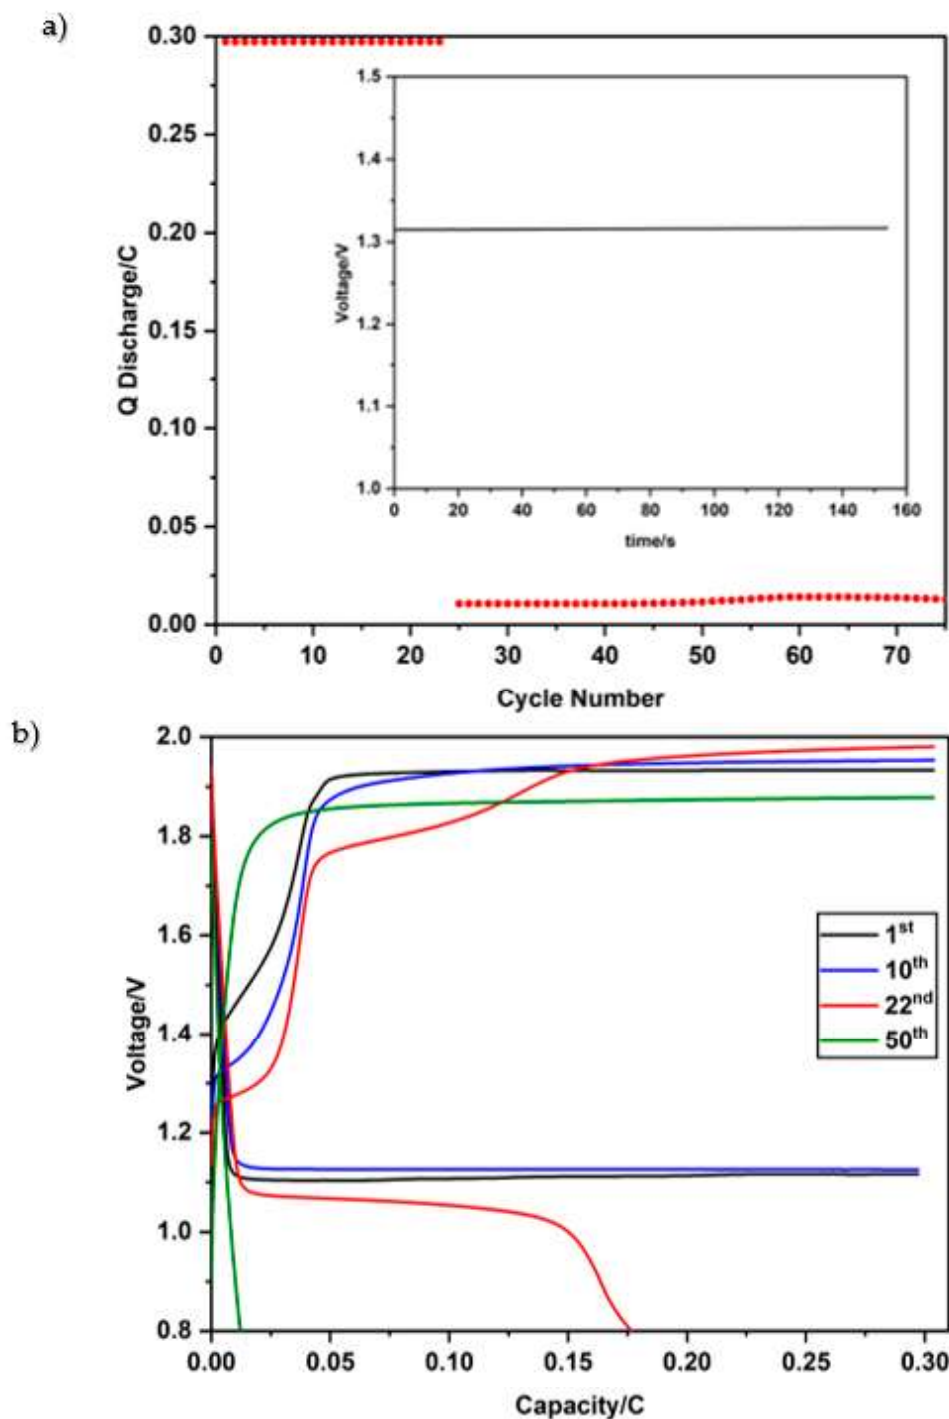 a)
0.30
0.25
0.20
0.15
0.10
0.05
0.00
Q Discharge/C
1.5
1.4
1.3
1.2
1.1
1.0
Voltage/V
0 20 40 60 80 100 120 140 160
time/s
0 10 20 30 40 50 60 70
Cycle Number
b)
2.0
1.8
1.6
1.4
1.2
1.0
0.8
Voltage/V
1st
10th
22nd
50th
0.00 0.05 0.10 0.15 0.20 0.25 0.30
Capacity/C